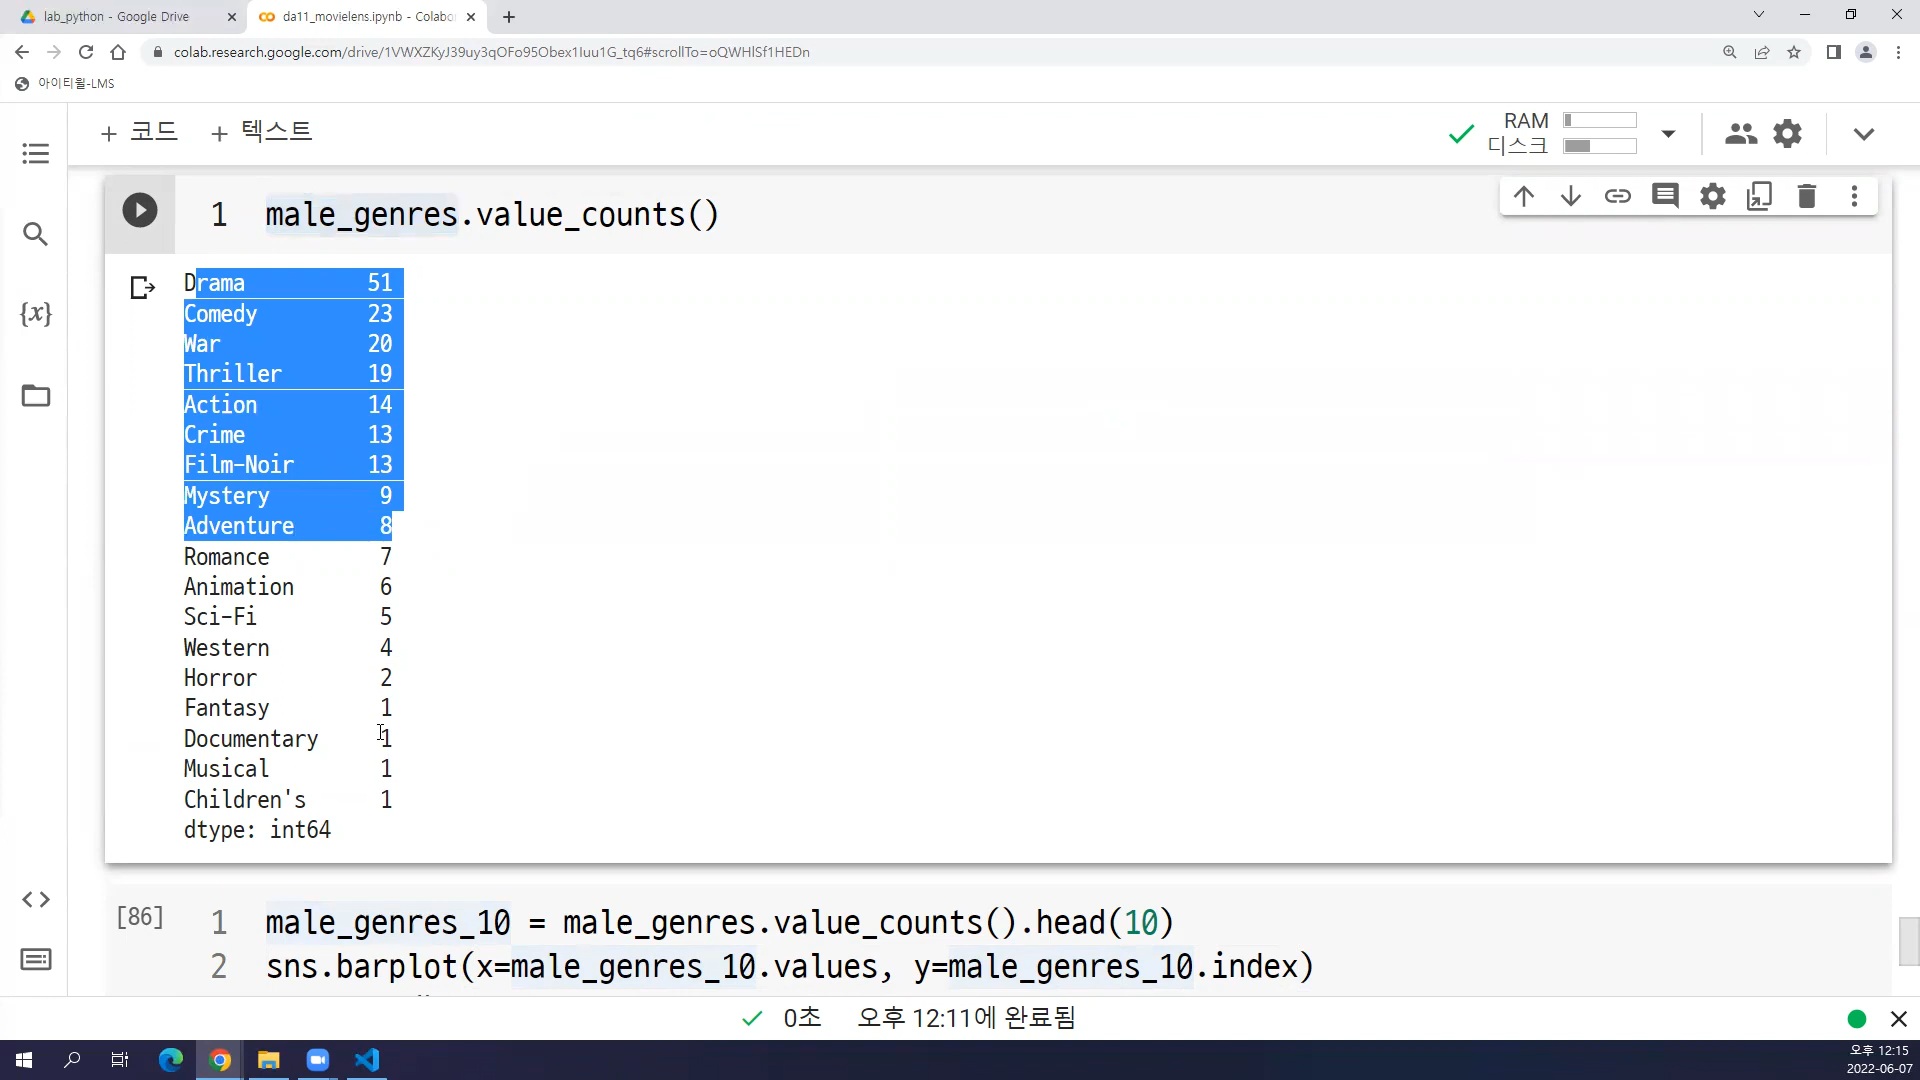 lab_python - Google Drive
da11_movielens.ipynb - Colabo
colab.research.google.com/drive/1VWXZKyJ39uy3qOFo95Obex1Iuu1G_tq6#scrollTo=oQWHlSf1HEDn
아이티윌-LMS
+ 코드 + 텍스트
RAM
디스크
1 male_genres.value_counts()
Drama 51
Comedy 23
War 20
Thriller 19
Action 14
Crime 13
Film-Noir 13
Mystery 9
Adventure 8
Romance 7
Animation 6
Sci-Fi 5
Western 4
Horror 2
Fantasy 1
Documentary 1
Musical 1
Children's 1
dtype: int64
[86] 1 male_genres_10 = male_genres.value_counts().head(10)
2 sns.barplot(x=male_genres_10.values, y=male_genres_10.index)
0초 오후 12:11에 완료됨
오후 12:15
2022-06-07